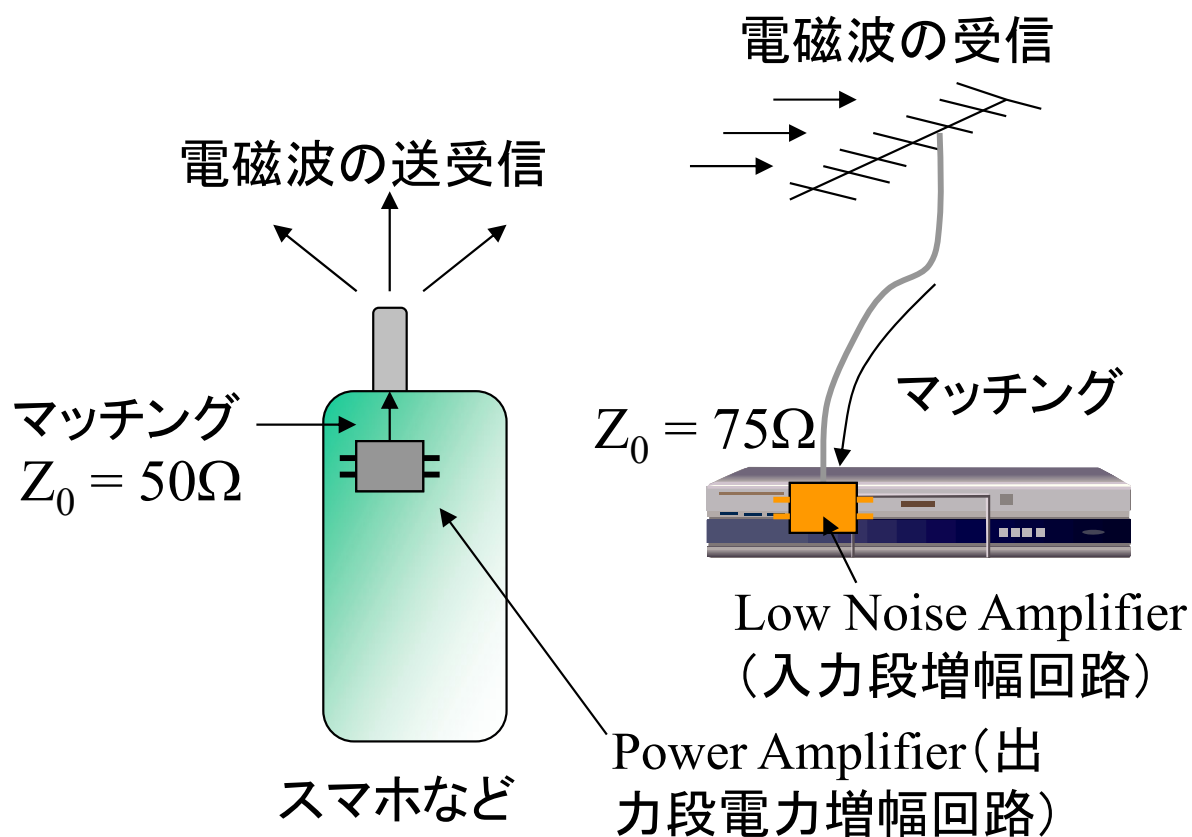 電磁波の受信
電磁波の送受信
マッチング
Z₀ = 50Ω
マッチング
Z₀ = 75Ω
Low Noise Amplifier
（入力段増幅回路）
Power Amplifier（出
力段電力増幅回路）
スマホなど